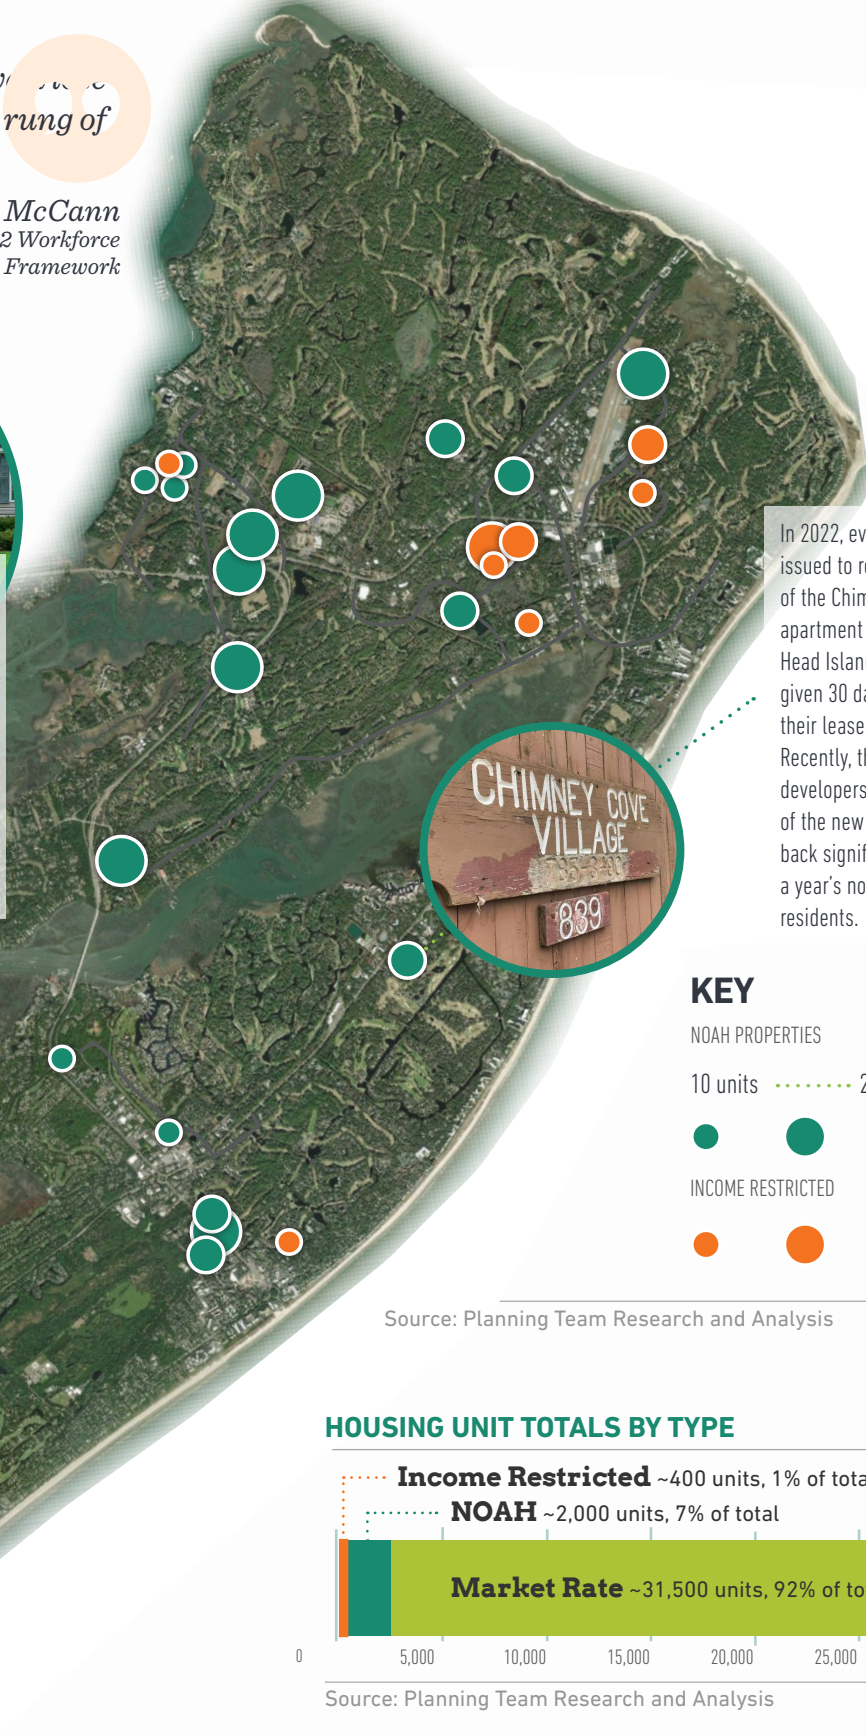 rung of
McCann
2 Workforce
Framework
In 2022, ev
issued to r
of the Chim
apartment
Head Islan
given 30 da
their lease
Recently, th
developers
of the new
back signif
a year's no
residents.
CHIMNEY COVE
VILLAGE
839
KEY
NOAH PROPERTIES
10 units
2
INCOME RESTRICTED
Source: Planning Team Research and Analysis
HOUSING UNIT TOTALS BY TYPE
Income Restricted ~400 units, 1% of tota
NOAH ~2,000 units, 7% of total
Market Rate ~31,500 units, 92% of to
0 5,000 10,000 15,000 20,000 25,000
Source: Planning Team Research and Analysis